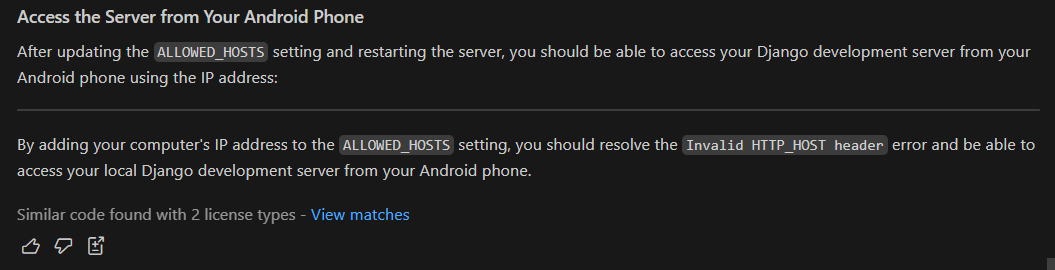 Access the Server from Your Android Phone
After updating the ALLOWED_HOSTS setting and restarting the server, you should be able to access your Django development server from your
Android phone using the IP address:
By adding your computer's IP address to the ALLOWED_HOSTS setting, you should resolve the Invalid HTTP_HOST header error and be able to
access your local Django development server from your Android phone.
Similar code found with 2 license types - View matches